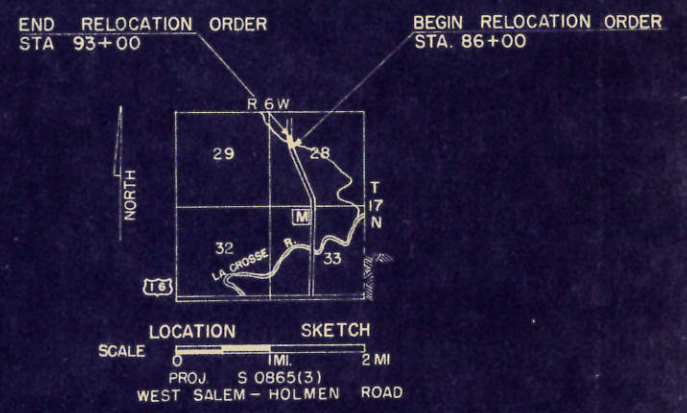 END RELOCATION ORDER
STA 93+00
BEGIN RELOCATION ORDER
STA. 86+00
R 6 W
29
28
NORTH
T
17
N
M
32
LA CROSSE R.
33
16
LOCATION SKETCH
SCALE
0 1 MI. 2 MI
PROJ. S 0865(3)
WEST SALEM - HOLMEN ROAD